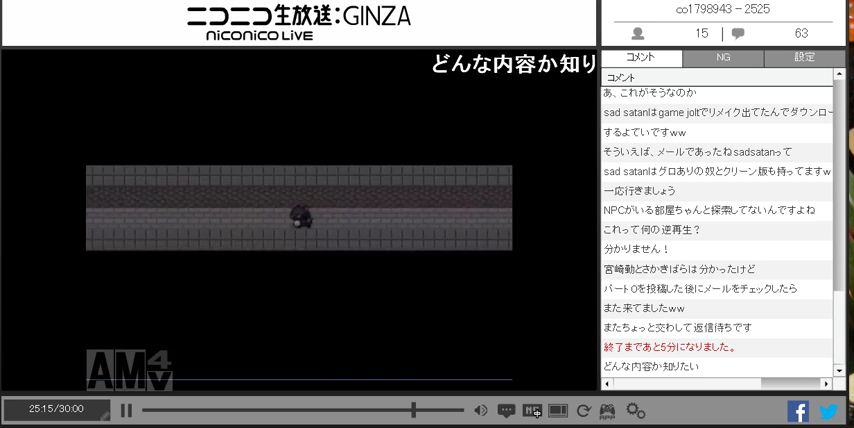 ニコニコ生放送:GINZA
niconico LIVE
どんな内容か知り
AM4V
25:15/30:00
co1798943 - 2525
15
63
コメント
NG
設定
コメント
あ、これがそうなのか
sad satanはgame joltでリメイク出てたんでダウンロー
するよていですww
そういえば、メールであったねsadsatanって
sad satanはグロありの奴とクリーン版も持ってますw
一応行きましょう
NPCがいる部屋ちゃんと探索してないんですよね
これって何の逆再生？
分かりません！
宮崎勤とさかきばらは分かったけど
パート0を投稿した後にメールをチェックしたら
また来てましたww
またちょっと交わして返信待ちです
終了まであと5分になりました。
どんな内容か知りたい